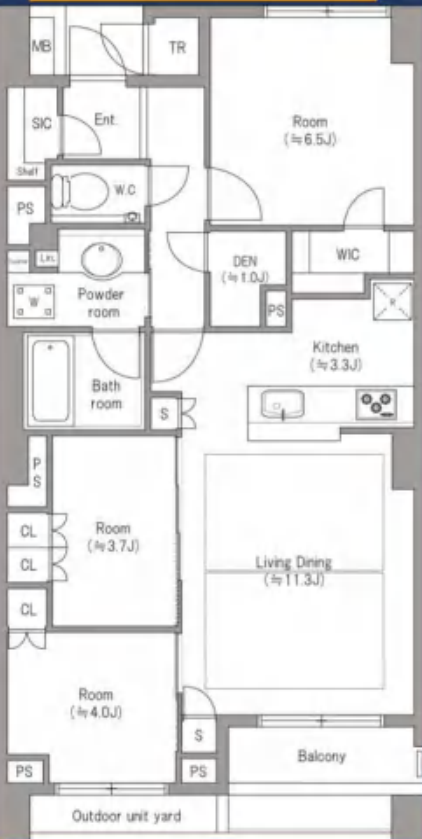 MB
TR
SIC
Ent.
Shelf
Room
(≒6.5J)
W.C
PS
DEN
(≒1.0J)
WIC
W
Powder
room
PS
R
Kitchen
(≒3.3J)
Bath
room
S
P
S
Room
(≒3.7J)
CL
CL
CL
Living Dining
(≒11.3J)
Room
(≒4.0J)
S
Balcony
PS
PS
Outdoor unit yard